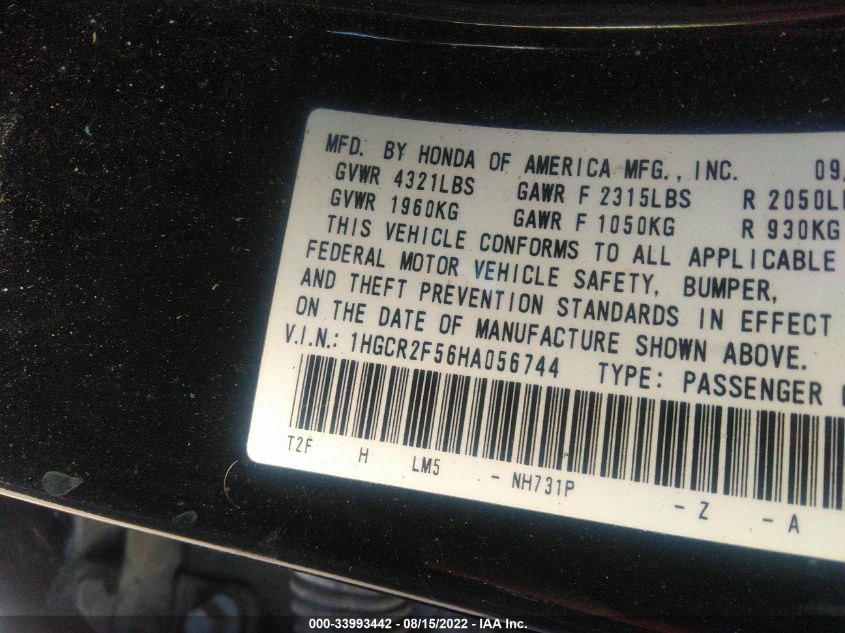 MFD. BY HONDA OF AMERICA MFG., INC. 09
GVWR 4321LBS GAWR F 2315LBS R 2050L
GVWR 1960KG GAWR F 1050KG R 930KG
THIS VEHICLE CONFORMS TO ALL APPLICABLE
FEDERAL MOTOR VEHICLE SAFETY, BUMPER,
AND THEFT PREVENTION STANDARDS IN EFFECT
ON THE DATE OF MANUFACTURE SHOWN ABOVE.
V.I.N.: 1HGCR2F56HA056744 TYPE: PASSENGER
T2F H LM5 - NH731P - Z - A
000-33993442 - 08/15/2022 - IAA Inc.